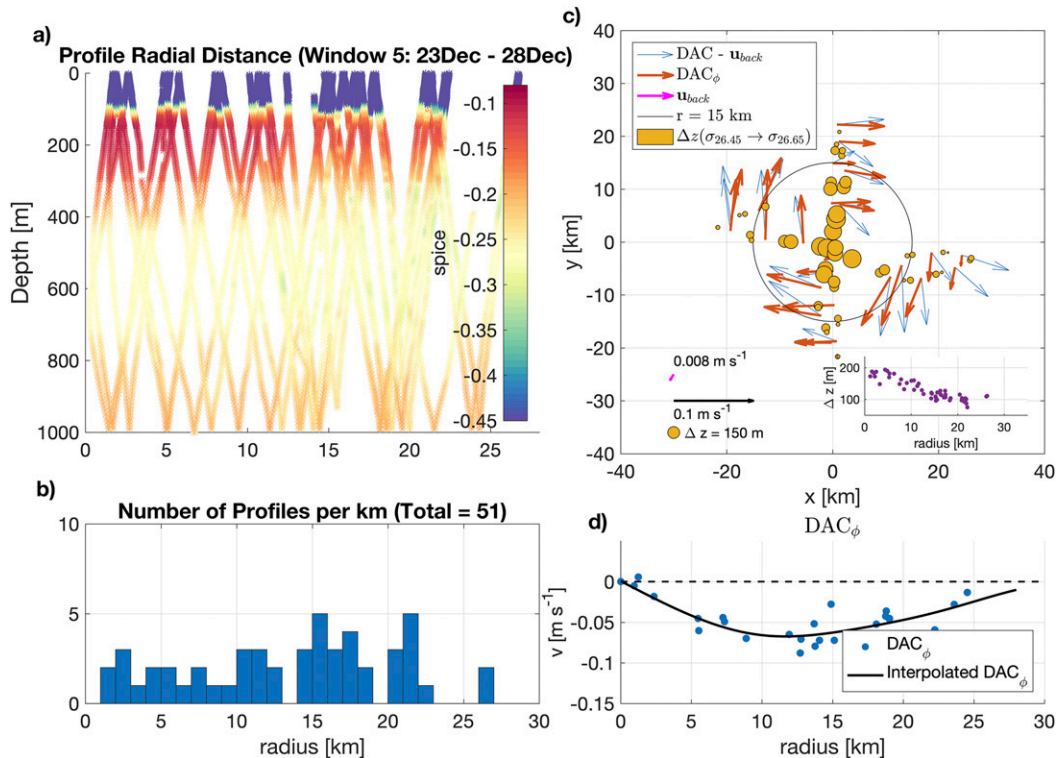 a)
Profile Radial Distance (Window 5: 23Dec - 28Dec)
0
200
400
600
800
1000
Depth [m]
0 5 10 15 20 25
spice
-0.1
-0.15
-0.2
-0.25
-0.3
-0.35
-0.4
-0.45
b)
Number of Profiles per km (Total = 51)
10
5
0
0 5 10 15 20 25 30
radius [km]
c)
40
30
20
10
0
-10
-20
-30
-40
y [km]
DAC - u_back
DAC_ϕ
u_back
r = 15 km
Δz(σ_26.45 → σ_26.65)
0.008 m s⁻¹
0.1 m s⁻¹
Δ z = 150 m
200
100
Δ z [m]
0 10 20 30
radius [km]
-40 -20 0 20 40
x [km]
d)
DAC_ϕ
0
-0.05
-0.1
-0.15
v [m s⁻¹]
DAC_ϕ
Interpolated DAC_ϕ
0 5 10 15 20 25 30
radius [km]